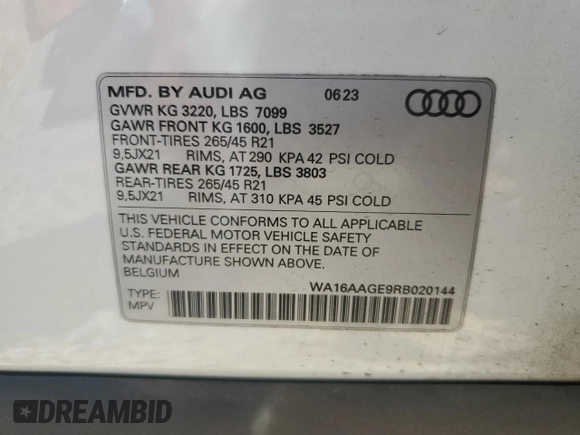 MFD. BY AUDI AG 06 23
GVWR KG 3220, LBS 7099
GAWR FRONT KG 1600, LBS 3527
FRONT-TIRES 265/45 R21
9,5JX21 RIMS, AT 290 KPA 42 PSI COLD
GAWR REAR KG 1725, LBS 3803
REAR-TIRES 265/45 R21
9,5JX21 RIMS, AT 310 KPA 45 PSI COLD
THIS VEHICLE CONFORMS TO ALL APPLICABLE
U.S. FEDERAL MOTOR VEHICLE SAFETY
STANDARDS IN EFFECT ON THE DATE OF
MANUFACTURE SHOWN ABOVE.
BELGIUM
WA16AAGE9RB020144
TYPE:
MPV
DREAMBID